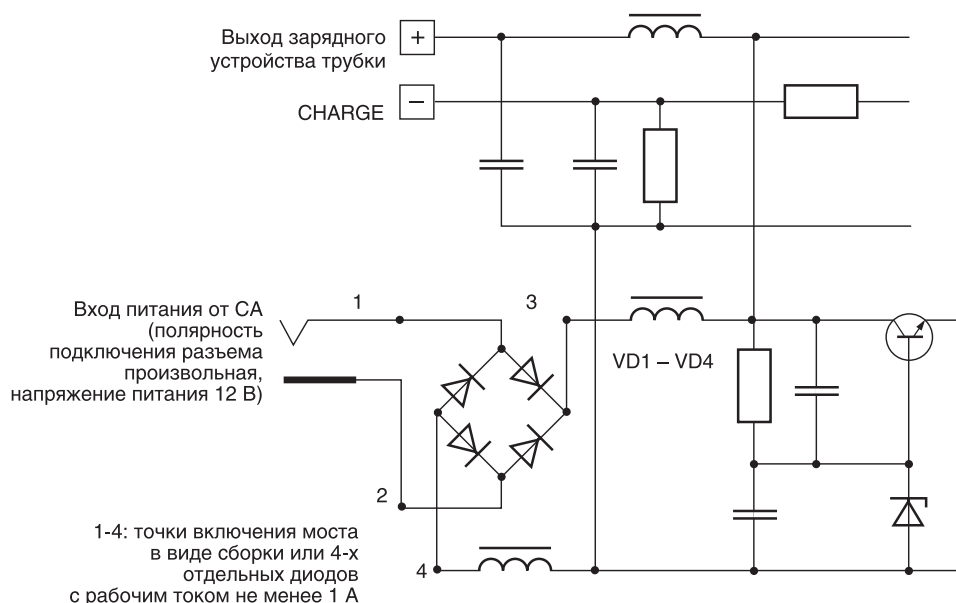 Выход зарядного
устройства трубки
+
−
CHARGE
Вход питания от СА
(полярность
подключения разъема
произвольная,
напряжение питания 12 В)
1
3
VD1 – VD4
2
1-4: точки включения моста
в виде сборки или 4-х
отдельных диодов
с рабочим током не менее 1 А
4